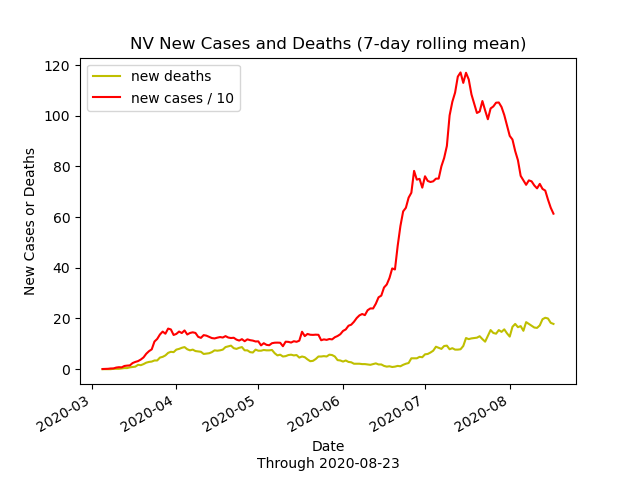 NV New Cases and Deaths (7-day rolling mean)
new deaths
new cases / 10
120
100
80
60
40
20
0
New Cases or Deaths
2020-03
2020-04
2020-05
2020-06
2020-07
2020-08
Date
Through 2020-08-23